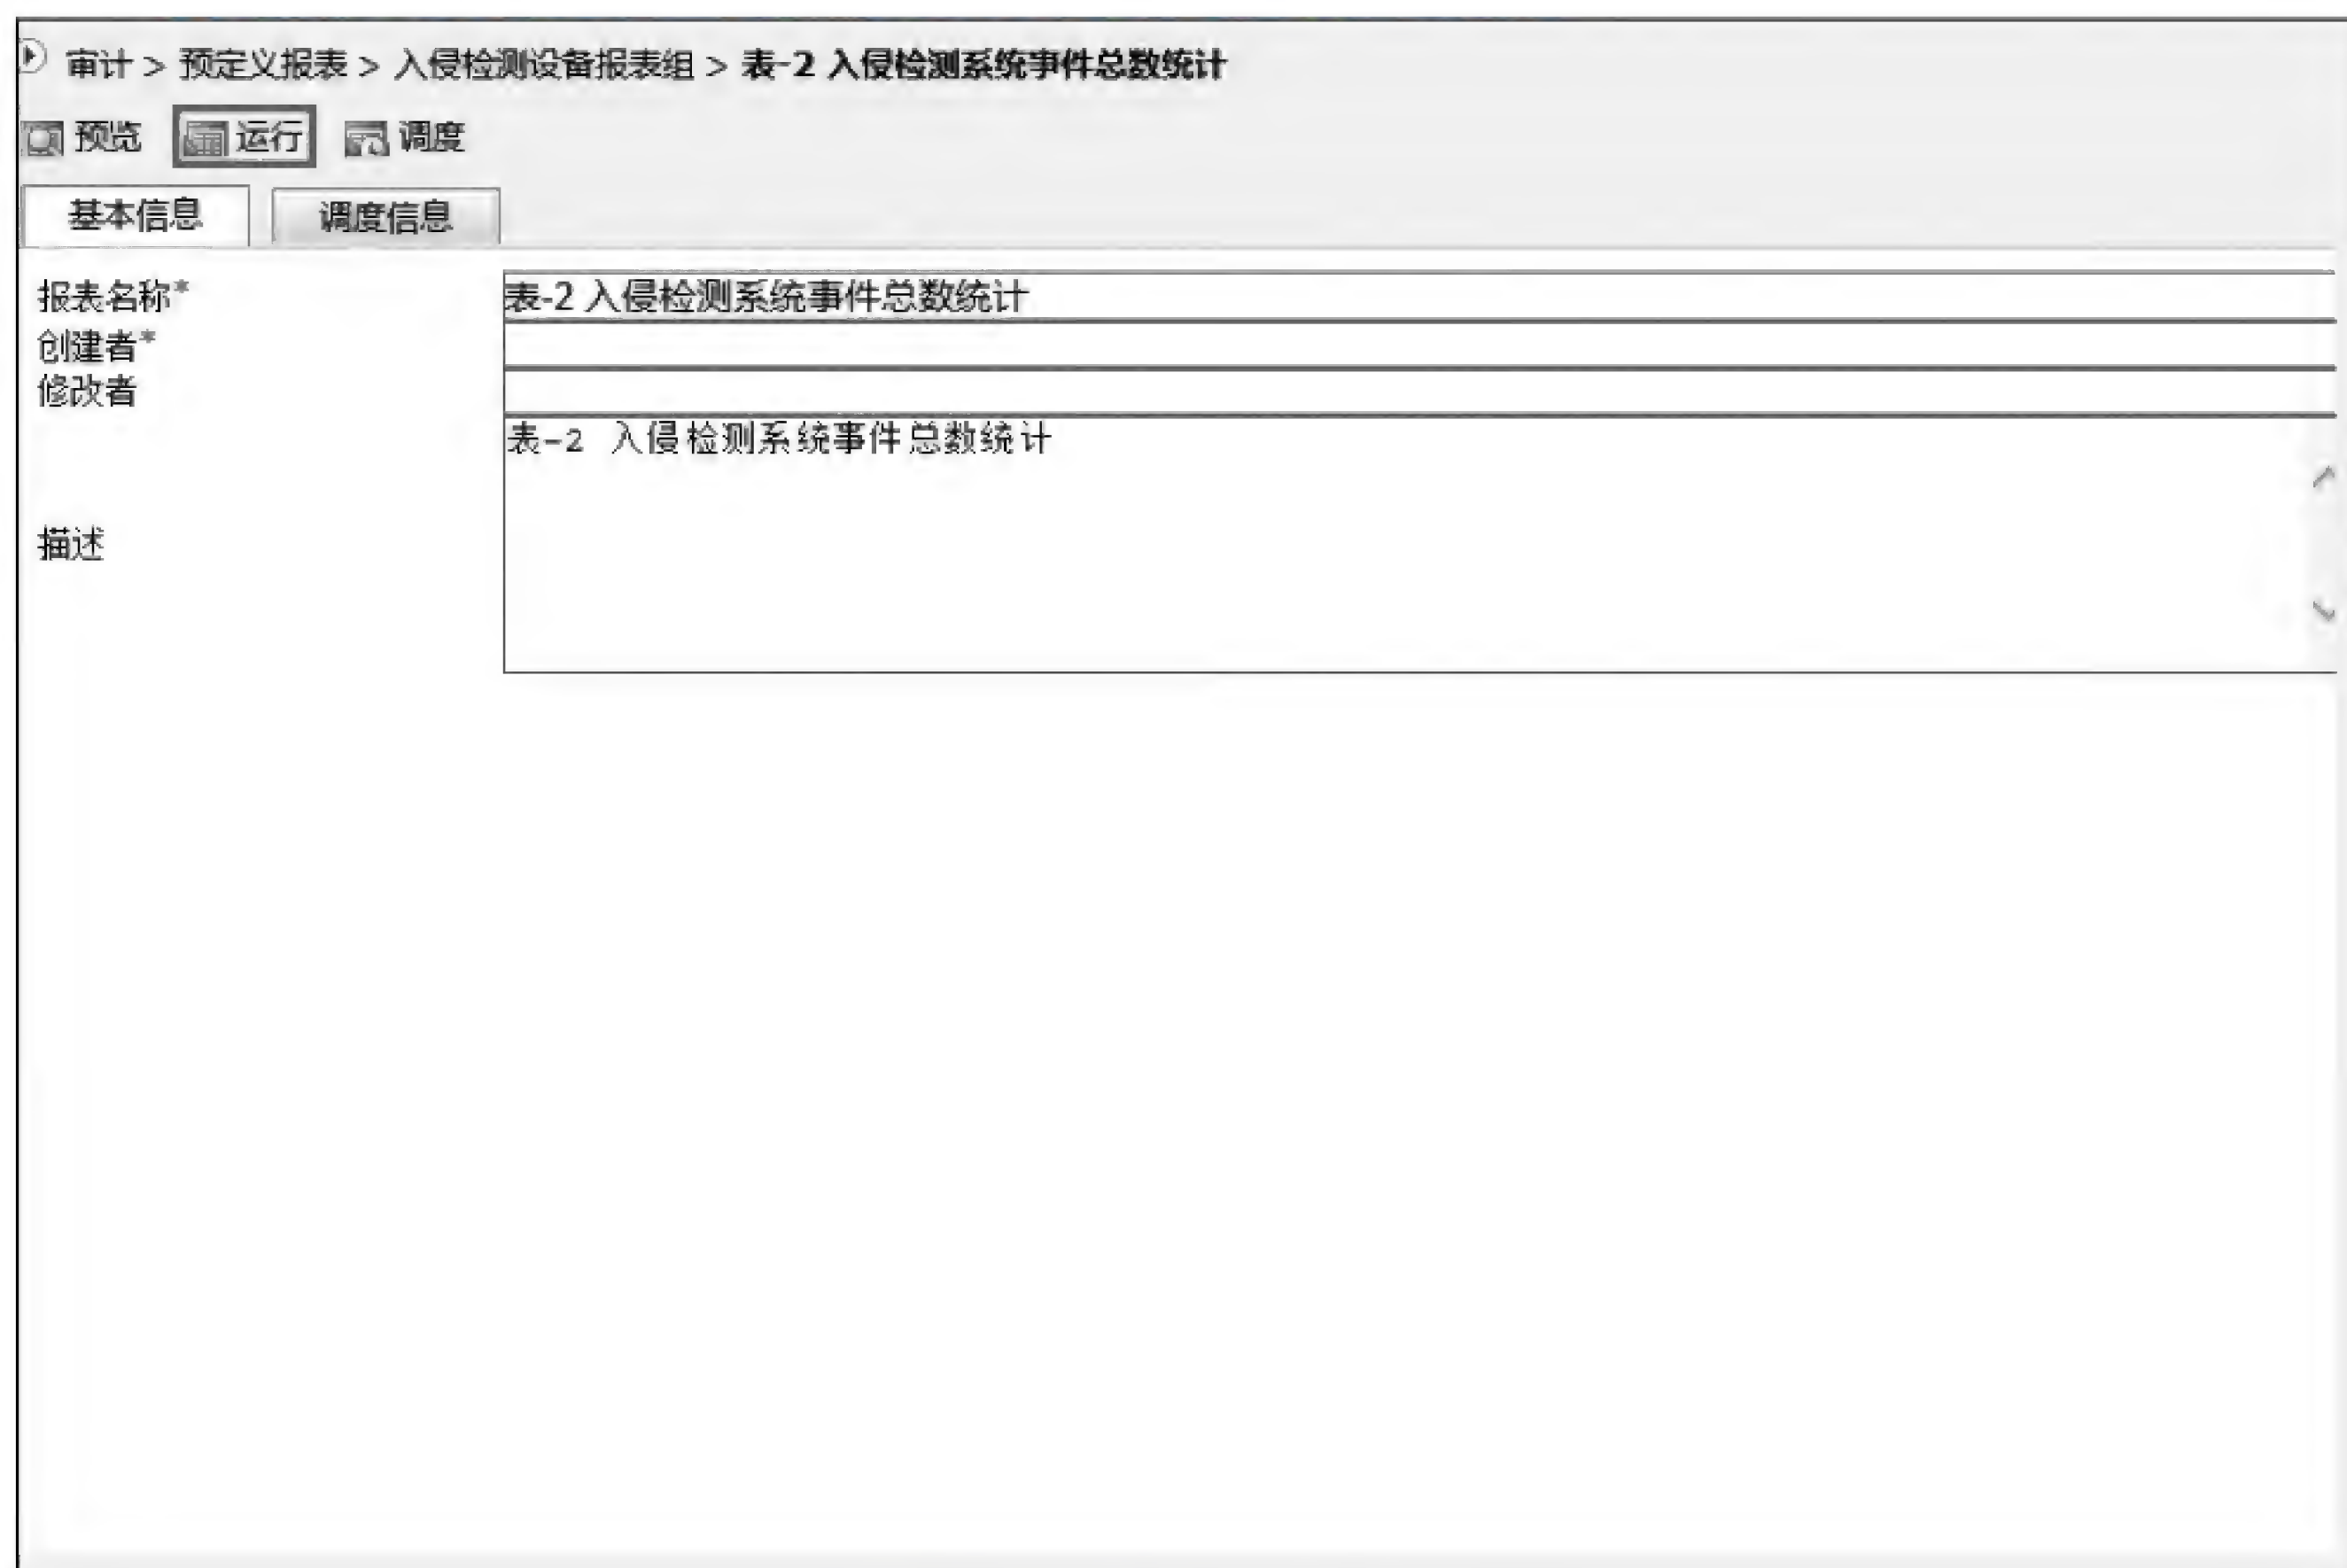 审计 > 预定义报表 > 入侵检测设备报表组 > 表-2 入侵检测系统事件总数统计
预览 运行 调度
基本信息 调度信息
报表名称* 表-2 入侵检测系统事件总数统计
创建者*
修改者
表-2 入侵检测系统事件总数统计
描述